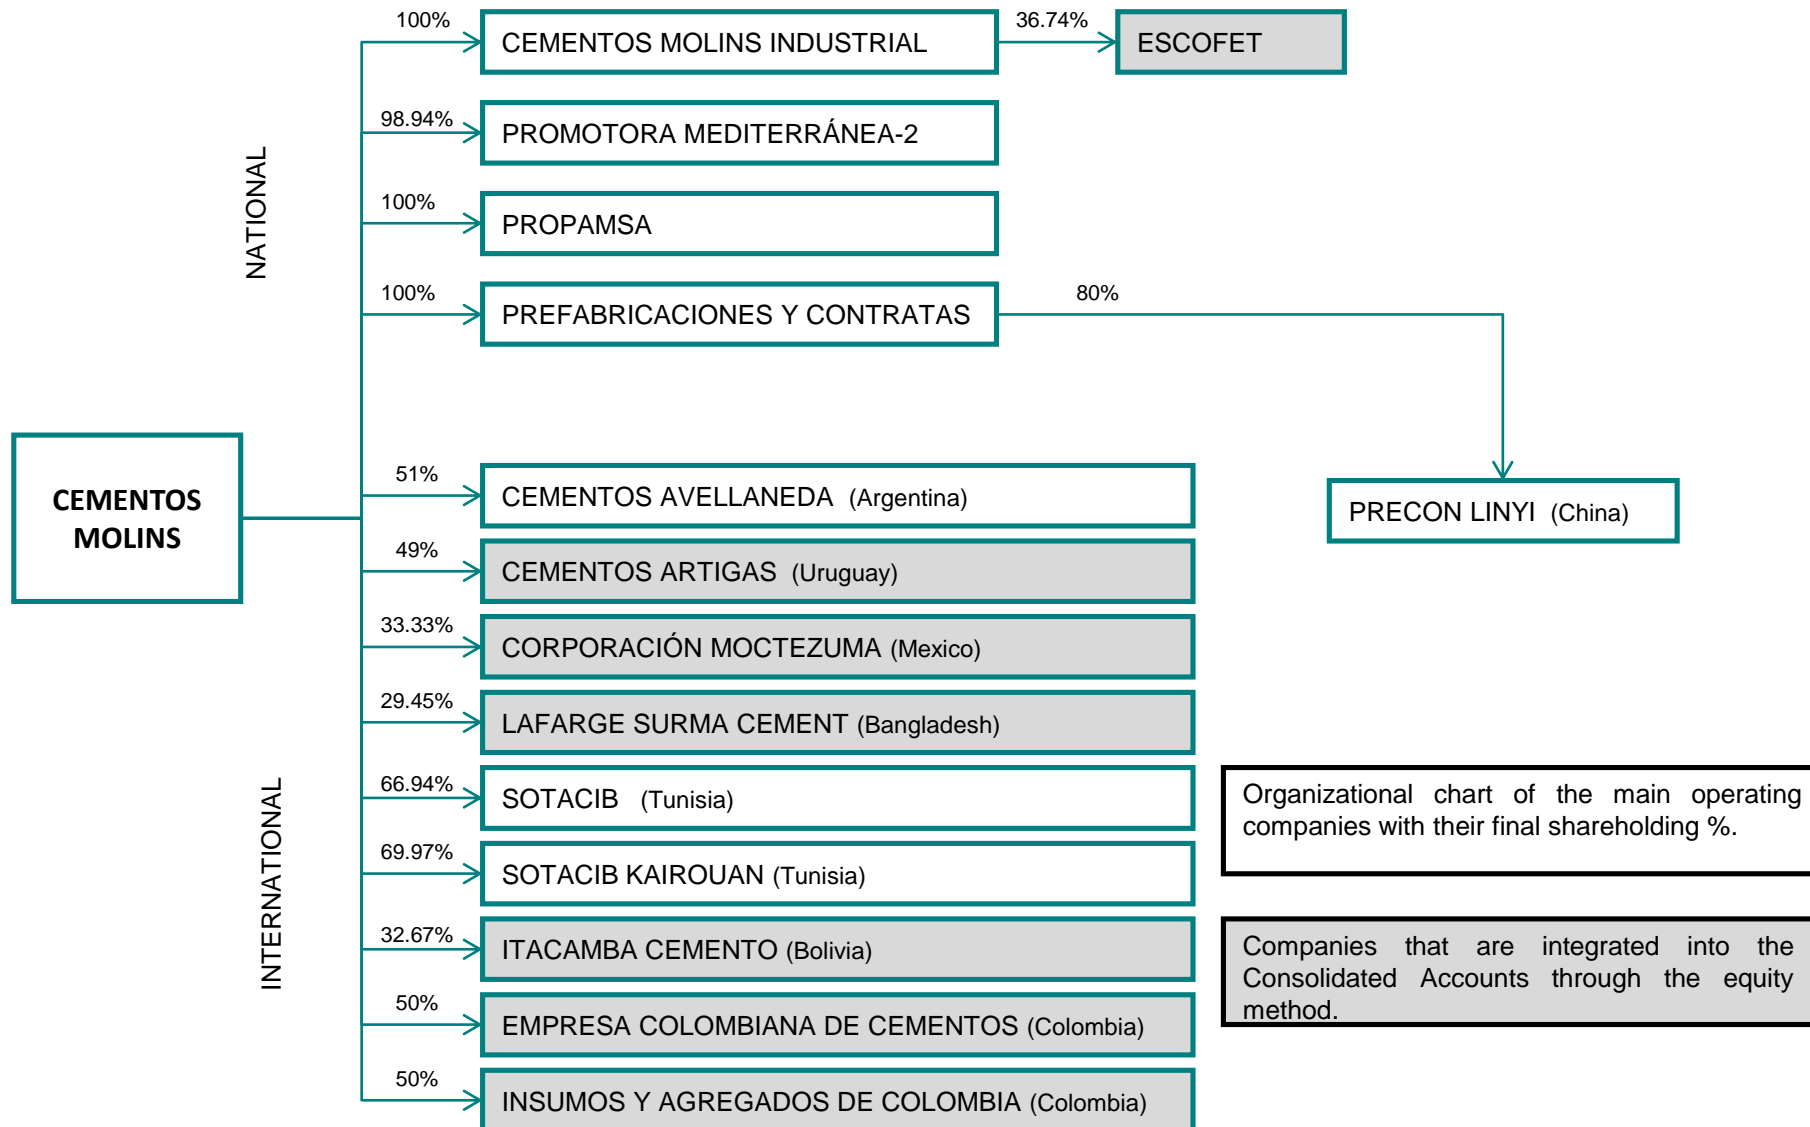 100%
CEMENTOS MOLINS INDUSTRIAL
36.74%
ESCOFET
98.94%
PROMOTORA MEDITERRÁNEA-2
NATIONAL
100%
PROPAMSA
100%
PREFABRICACIONES Y CONTRATAS
80%
CEMENTOS
MOLINS
51%
CEMENTOS AVELLANEDA (Argentina)
PRECON LINYI (China)
49%
CEMENTOS ARTIGAS (Uruguay)
33.33%
CORPORACIÓN MOCTEZUMA (Mexico)
29.45%
LAFARGE SURMA CEMENT (Bangladesh)
INTERNATIONAL
66.94%
SOTACIB (Tunisia)
69.97%
SOTACIB KAIROUAN (Tunisia)
32.67%
ITACAMBA CEMENTO (Bolivia)
50%
EMPRESA COLOMBIANA DE CEMENTOS (Colombia)
50%
INSUMOS Y AGREGADOS DE COLOMBIA (Colombia)
Organizational chart of the main operating
companies with their final shareholding %.
Companies that are integrated into the
Consolidated Accounts through the equity
method.